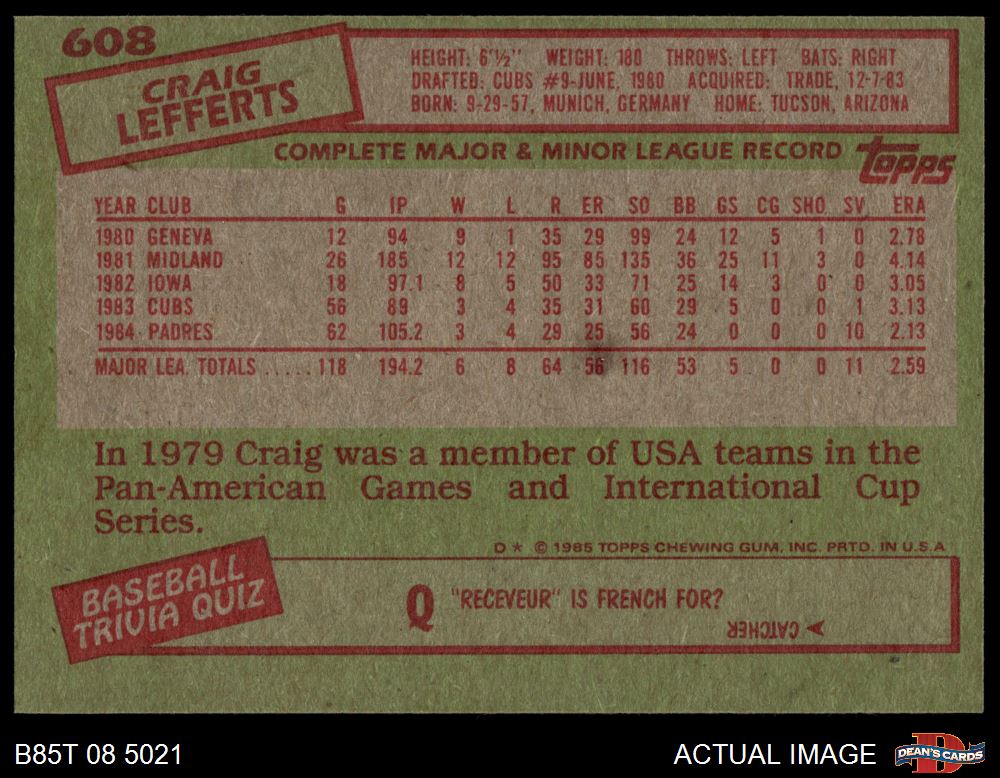 608
CRAIG
LEFFERTS
HEIGHT: 6'½" WEIGHT: 180 THROWS: LEFT BATS: RIGHT
DRAFTED: CUBS #9-JUNE, 1980 ACQUIRED: TRADE, 12-7-83
BORN: 9-29-57, MUNICH, GERMANY HOME: TUCSON, ARIZONA
COMPLETE MAJOR & MINOR LEAGUE RECORD
topps
YEAR CLUB G IP W L R ER SO BB GS CG SHO SV ERA
1980 GENEVA 12 94 9 1 35 29 99 24 12 5 1 0 2.78
1981 MIDLAND 26 185 12 12 95 85 135 36 25 11 3 0 4.14
1982 IOWA 18 97.1 8 5 50 33 71 25 14 3 0 0 3.05
1983 CUBS 56 89 3 4 35 31 60 29 5 0 0 1 3.13
1984 PADRES 62 105.2 3 4 29 25 56 24 0 0 0 10 2.13
MAJOR LEA. TOTALS ..... 118 194.2 6 8 64 56 116 53 5 0 0 11 2.59
In 1979 Craig was a member of USA teams in the
Pan-American Games and International Cup
Series.
D * © 1985 TOPPS CHEWING GUM, INC. PRTD. IN U.S.A
BASEBALL
TRIVIA QUIZ
Q "RECEVEUR" IS FRENCH FOR?
CATCHER
B85T 08 5021
ACTUAL IMAGE
DEAN'S CARDS